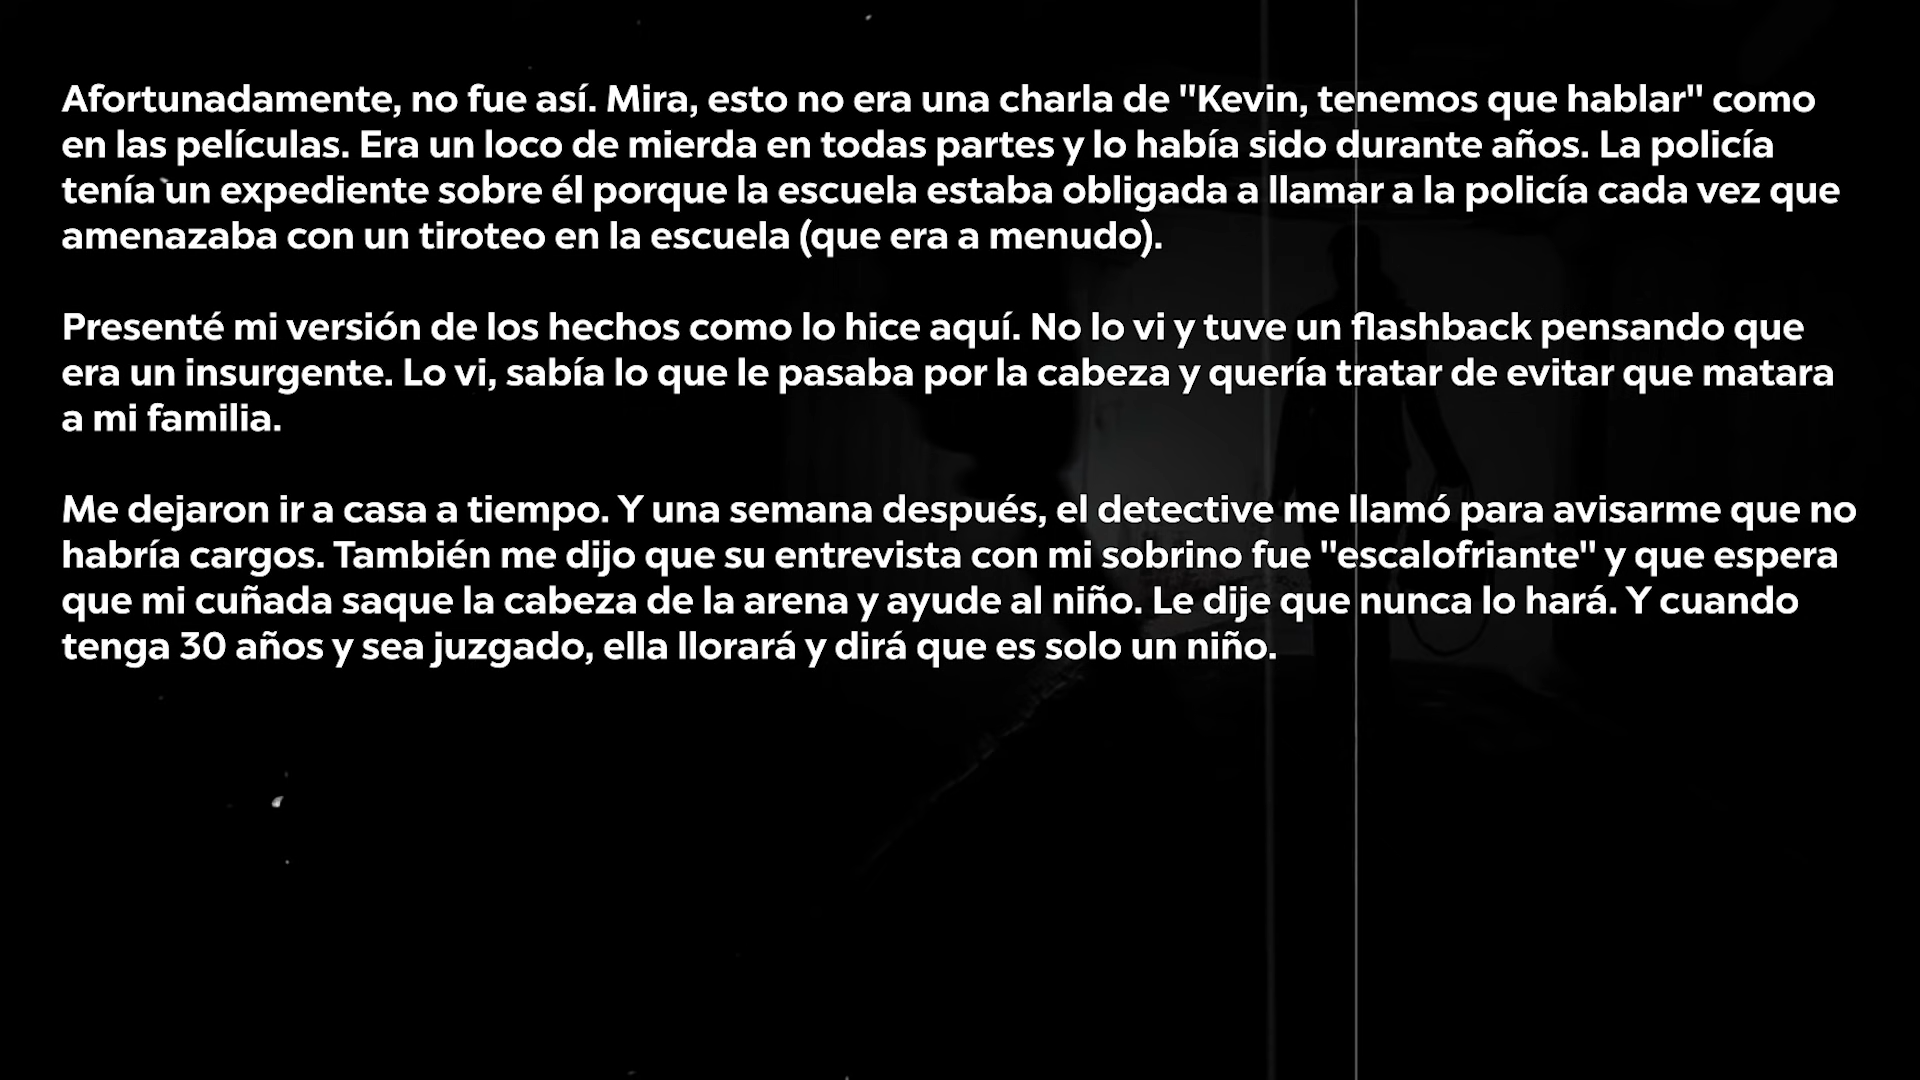 Afortunadamente, no fue así. Mira, esto no era una charla de "Kevin, tenemos que hablar" como
en las películas. Era un loco de mierda en todas partes y lo había sido durante años. La policía
tenía un expediente sobre él porque la escuela estaba obligada a llamar a la policía cada vez que
amenazaba con un tiroteo en la escuela (que era a menudo).
Presenté mi versión de los hechos como lo hice aquí. No lo vi y tuve un flashback pensando que
era un insurgente. Lo vi, sabía lo que le pasaba por la cabeza y quería tratar de evitar que matara
a mi familia.
Me dejaron ir a casa a tiempo. Y una semana después, el detective me llamó para avisarme que no
habría cargos. También me dijo que su entrevista con mi sobrino fue "escalofriante" y que espera
que mi cuñada saque la cabeza de la arena y ayude al niño. Le dije que nunca lo hará. Y cuando
tenga 30 años y sea juzgado, ella llorará y dirá que es solo un niño.